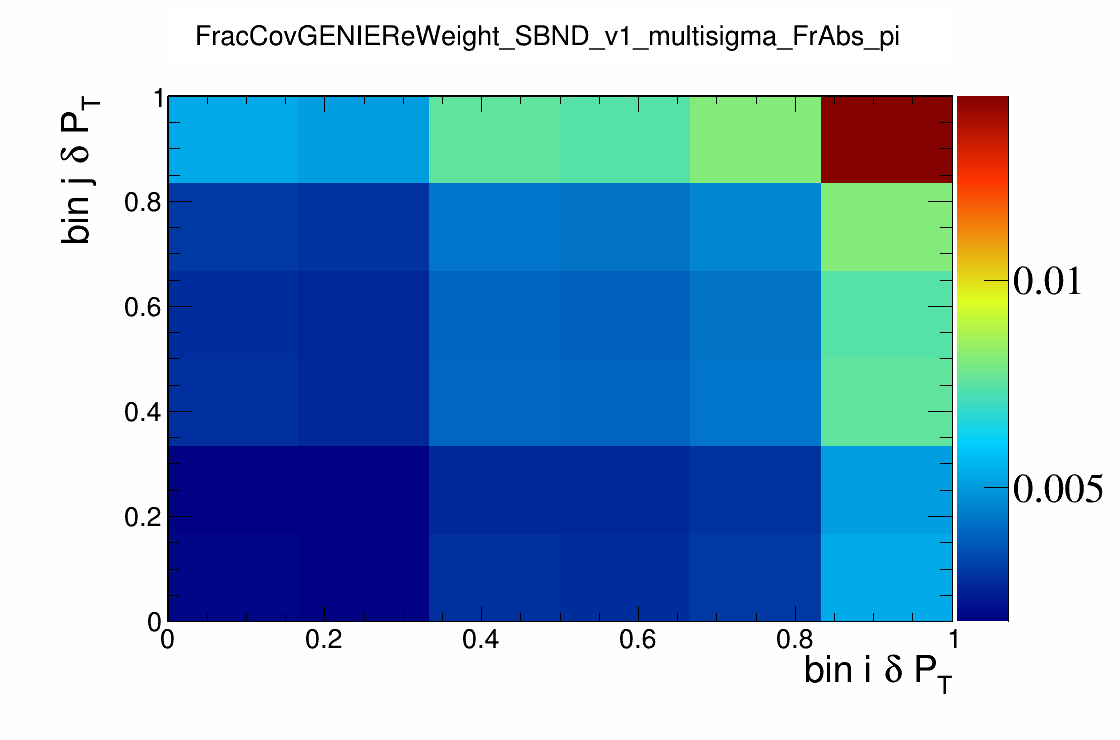 FracCovGENIEReWeight_SBND_v1_multisigma_FrAbs_pi
bin j δ P_T
1
0.8
0.6
0.4
0.2
0
0 0.2 0.4 0.6 0.8 1
bin i δ P_T
0.01
0.005